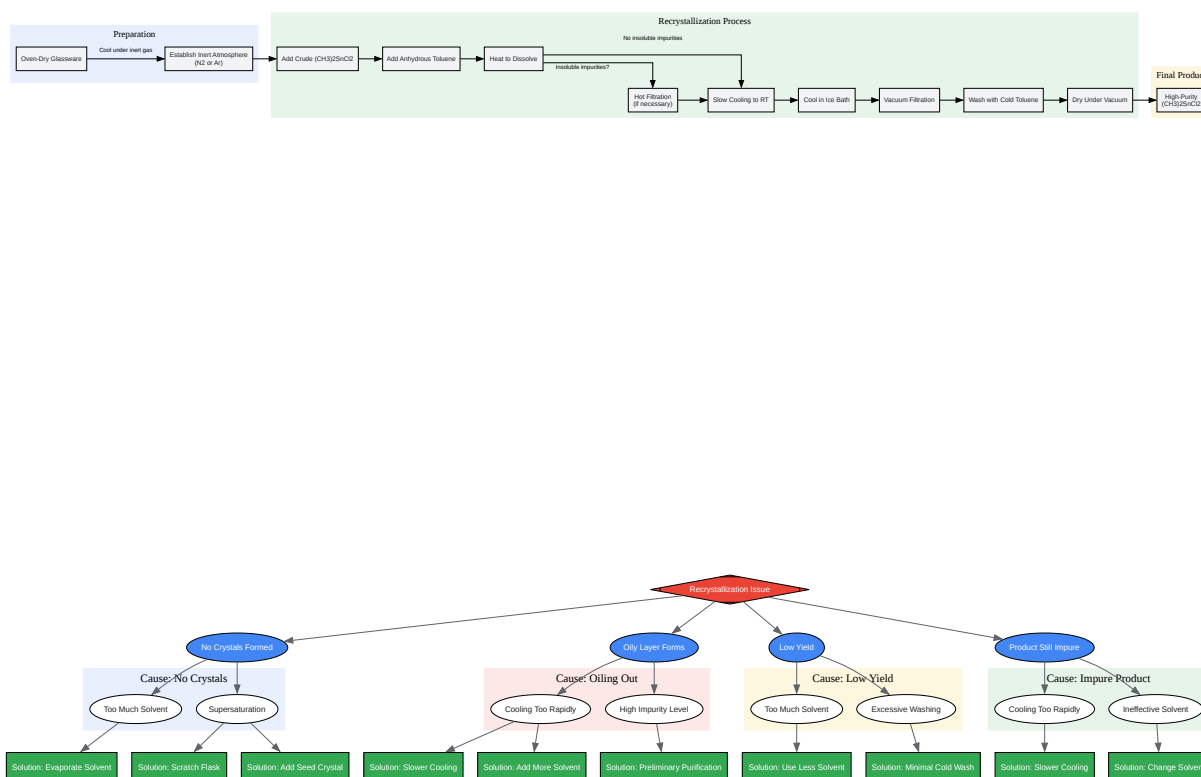 Recrystallization Process
Preparation
No insoluble impurities
Cool under inert gas
Oven-Dry Glassware
Establish Inert Atmosphere
(N2 or Ar)
Add Crude (CH3)2SnCl2
Add Anhydrous Toluene
Heat to Dissolve
Insoluble impurities?
Final Produc
Hot Filtration
(if necessary)
Slow Cooling to RT
Cool in Ice Bath
Vacuum Filtration
Wash with Cold Toluene
Dry Under Vacuum
High-Purity
(CH3)2SnCl2
Recrystallization Issue
No Crystals Formed
Oily Layer Forms
Low Yield
Product Still Impure
Cause: No Crystals
Cause: Oiling Out
Cause: Low Yield
Cause: Impure Product
Too Much Solvent
Supersaturation
Cooling Too Rapidly
High Impurity Level
Too Much Solvent
Excessive Washing
Cooling Too Rapidly
Ineffective Solvent
Solution: Evaporate Solvent
Solution: Scratch Flask
Solution: Add Seed Crystal
Solution: Slower Cooling
Solution: Add More Solvent
Solution: Preliminary Purification
Solution: Use Less Solvent
Solution: Minimal Cold Wash
Solution: Slower Cooling
Solution: Change Solven